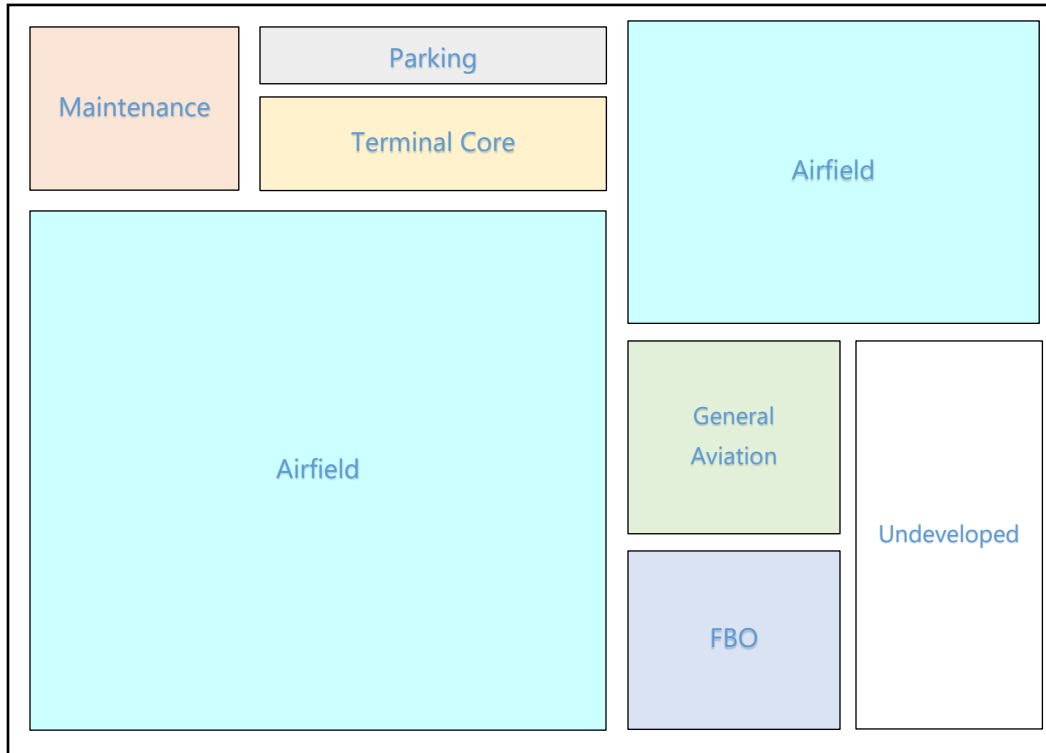 Maintenance
Parking
Terminal Core
Airfield
Airfield
General
Aviation
Undeveloped
FBO